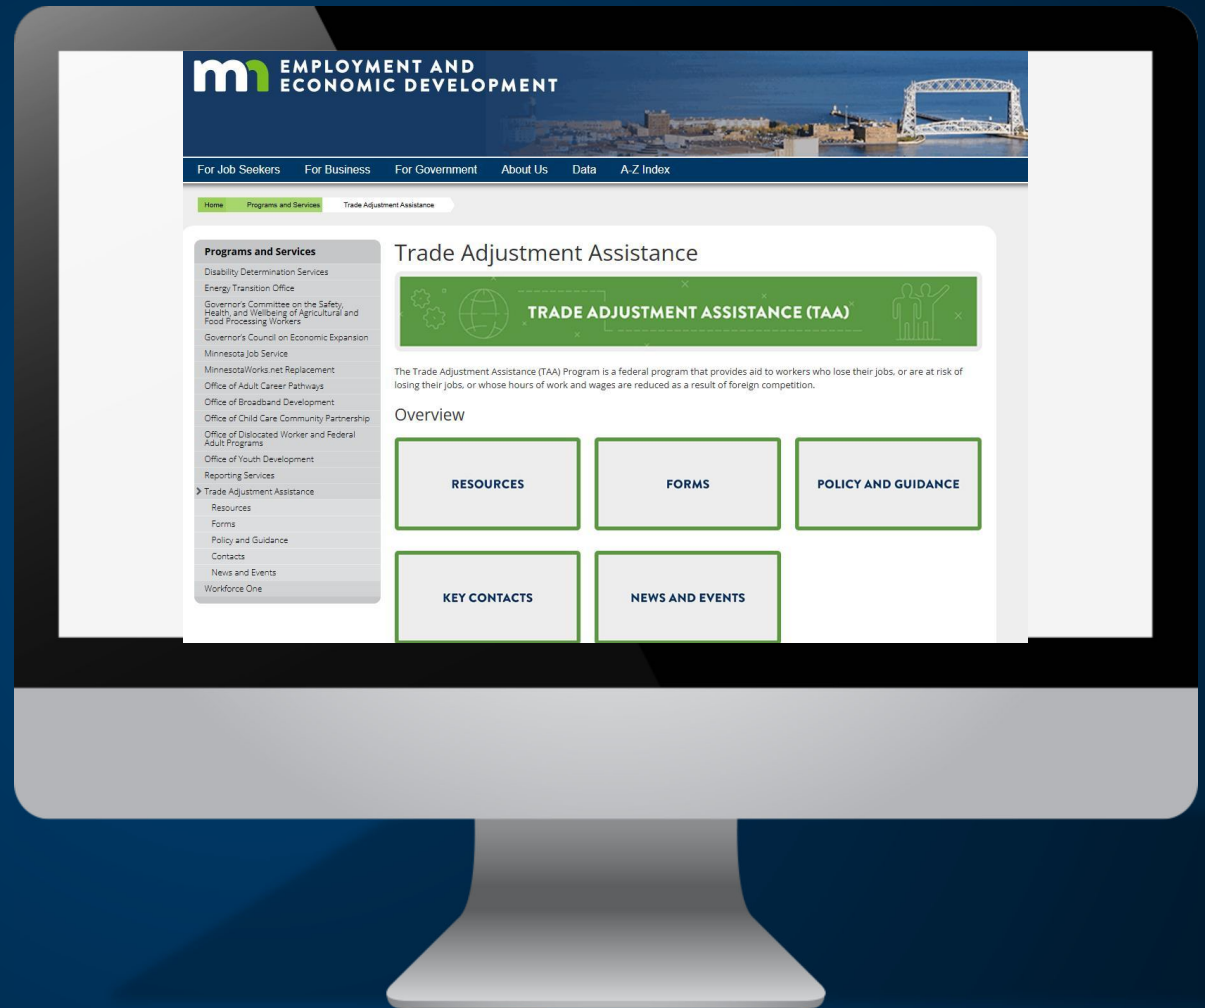 mn EMPLOYMENT AND
ECONOMIC DEVELOPMENT
For Job Seekers For Business For Government About Us Data A-Z Index
Home Programs and Services Trade Adjustment Assistance
Programs and Services
Disability Determination Services
Energy Transition Office
Governor's Committee on the Safety,
Health, and Wellbeing of Agricultural and
Food Processing Workers
Governor's Council on Economic Expansion
Minnesota Job Service
MinnesotaWorks.net Replacement
Office of Adult Career Pathways
Office of Broadband Development
Office of Child Care Community Partnership
Office of Dislocated Worker and Federal
Adult Programs
Office of Youth Development
Reporting Services
Trade Adjustment Assistance
Resources
Forms
Policy and Guidance
Contacts
News and Events
Workforce One
Trade Adjustment Assistance
TRADE ADJUSTMENT ASSISTANCE (TAA)
The Trade Adjustment Assistance (TAA) Program is a federal program that provides aid to workers who lose their jobs, or are at risk of
losing their jobs, or whose hours of work and wages are reduced as a result of foreign competition.
Overview
RESOURCES FORMS POLICY AND GUIDANCE
KEY CONTACTS NEWS AND EVENTS